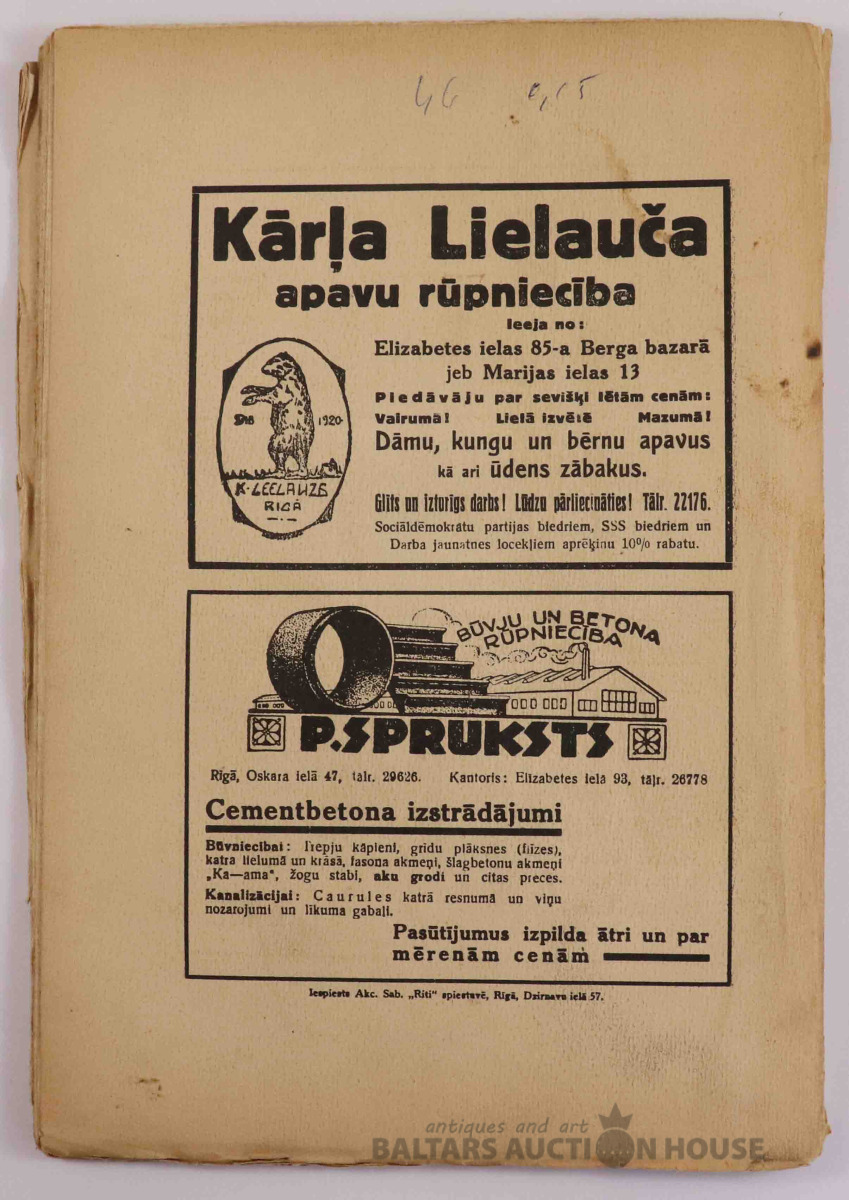 46 0,15
Kārļa Lielauča
apavu rūpniecība
Ieeja no:
Elizabetes ielas 85-a Berga bazarā
jeb Marijas ielas 13
Piedāvāju par sevišķi lētām cenām:
Vairumā! Lielā izvēlē Mazumā!
Dāmu, kungu un bērnu apavus
kā ari ūdens zābakus.
Glīts un izturīgs darbs! Lūdzu pārliecināties! Tālr. 22176.
Sociāldēmokrātu partijas biedriem, SSS biedriem un
Darba jaunatnes locekļiem aprēķinu 10% rabatu.
1920
K. LEELAUZE
RIGĀ
BŪVJU UN BETONA
RŪPNIECĪBA
P. SPRUKSTS
Rīgā, Oskara ielā 47, tālr. 29626. Kantoris: Elizabetes ielā 93, tāļr. 26778
Cementbetona izstrādājumi
Būvniecībai: Trepju kāpieni, grīdu plāksnes (flīzes),
katra lielumā un krāsā, fasona akmeņi, šlagbetonu akmeņi
„Ka—ama“, žogu stabi, aku grodi un citas preces.
Kanalizācijai: Caurules katrā resnumā un viņu
nozarojumi un līkuma gabali.
Pasūtījumus izpilda ātri un par
mērenām cenām
Iespiests Akc. Sab. „Rīti“ spiestuvē, Rīgā, Dzirnavu ielā 57.
antiques and art
BALTARS AUCTION HOUSE